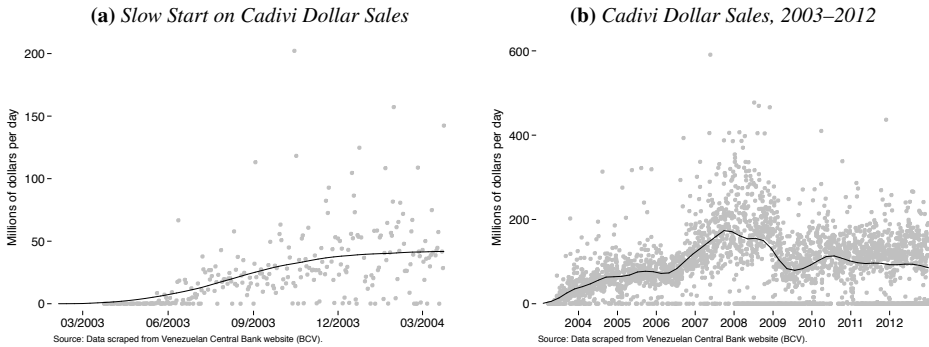 (a) Slow Start on Cadivi Dollar Sales
Millions of dollars per day
200
150
100
50
0
03/2003 06/2003 09/2003 12/2003 03/2004
Source: Data scraped from Venezuelan Central Bank website (BCV).
(b) Cadivi Dollar Sales, 2003–2012
Millions of dollars per day
600
400
200
0
2004 2005 2006 2007 2008 2009 2010 2011 2012
Source: Data scraped from Venezuelan Central Bank website (BCV).